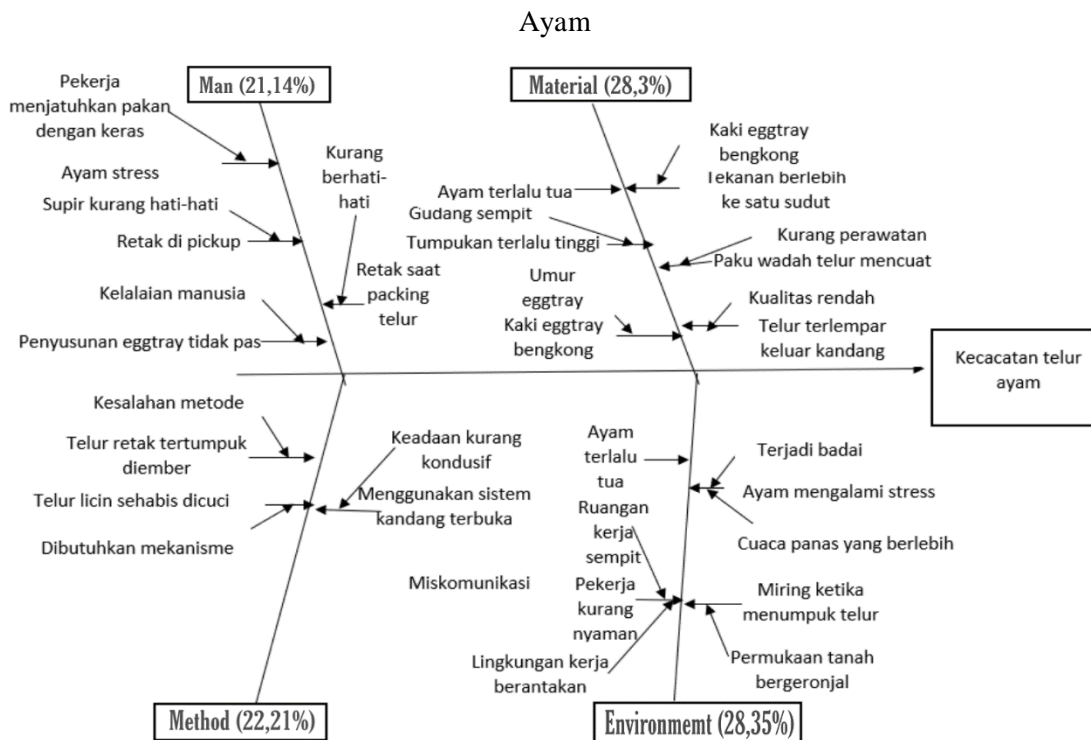 Ayam
Man (21,14%)
Pekerja
menjatuhkan pakan
dengan keras
Ayam stress
Supir kurang hati-hati
Retak di pickup
Kurang
berhati-
hati
Retak saat
packing
telur
Kelalaian manusia
Penyusunan eggtray tidak pas
Material (28,3%)
Kaki eggtray
bengkong
Ayam terlalu tua
Tekanan berlebih
ke satu sudut
Gudang sempit
Tumpukan terlalu tinggi
Kurang perawatan
Paku wadah telur mencuat
Umur
eggtray
Kaki eggtray
bengkong
Kualitas rendah
Telur terlempar
keluar kandang
Kecacatan telur
ayam
Kesalahan metode
Telur retak tertumpuk
diember
Keadaan kurang
kondusif
Telur licin sehabis dicuci
Menggunakan sistem
kandang terbuka
Dibutuhkan mekanisme
Miskomunikasi
Method (22,21%)
Ayam
terlalu
tua
Terjadi badai
Ayam mengalami stress
Cuaca panas yang berlebih
Ruangan
kerja
sempit
Pekerja
kurang
nyaman
Miring ketika
menumpuk telur
Lingkungan kerja
berantakan
Permukaan tanah
bergeronjal
Environmemt (28,35%)